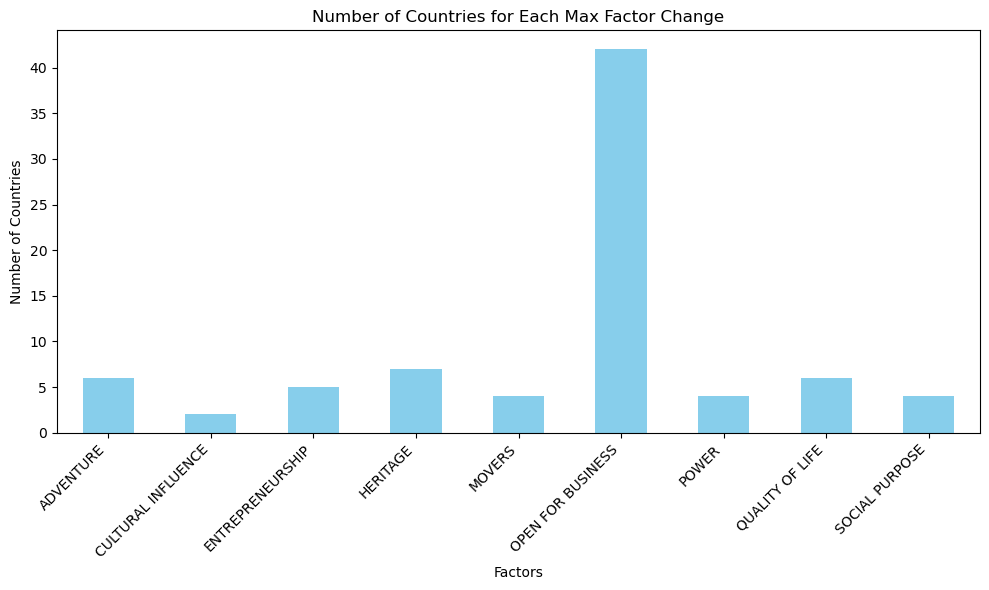 Number of Countries for Each Max Factor Change
Number of Countries
40
35
30
25
20
15
10
5
0
ADVENTURE
CULTURAL INFLUENCE
ENTREPRENEURSHIP
HERITAGE
MOVERS
OPEN FOR BUSINESS
POWER
QUALITY OF LIFE
SOCIAL PURPOSE
Factors